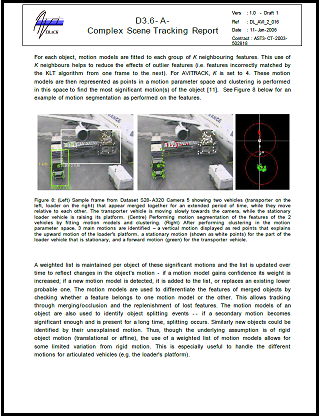 AVITRACK
D3.6- A-
Complex Scene Tracking Report
Vers : 1.0 - Draft 1
Ref : DL_AVI_2_016
Date : 11-Jan-2006
Contract : AST3-CT-2003-
502818
For each object, motion models are fitted to each group of K neighbouring features. This use of
K neighbours helps to reduce the effects of outlier features (i.e. features incorrectly matched
by the KLT algorithm from one frame to the next). For AVITRACK, K is set to 4. These motion
models are then represented as points in a motion parameter space and clustering is performed
in this space to find the most significant motion(s) of the object [11]. See Figure 8 below for an
example of motion segmentation as performed on the features.
Figure 8: (Left) Sample frame from Dataset S28-A320 Camera 5 showing two vehicles (transporter on the
left, loader on the right) that appear merged together for an extended period of time, while they move
relative to each other. The transporter vehicle is moving slowly towards the camera, while the stationary
loader vehicle is raising its platform. (Centre) Performing motion segmentation of the features of the 2
vehicles by fitting motion models and clustering. (Right) After performing clustering in the motion
parameter space, 3 main motions are identified – a vertical motion displayed as red points that explains
the upward motion of the loader's platform, a stationary motion (shown as white points) for the part of the
loader vehicle that is stationary, and a forward motion (green) for the transporter vehicle.
A weighted list is maintained per object of these significant motions and the list is updated over
time to reflect changes in the object's motion - if a motion model gains confidence its weight is
increased; if a new motion model is detected, it is added to the list, or replaces an existing lower
probable one. The motion models are used to differentiate the features of merged objects by
checking whether a feature belongs to one motion model or the other. This allows tracking
through merging/occlusion and the replenishment of lost features. The motion models of an
object are also used to identify object splitting events -- if a secondary motion becomes
significant enough and is present for a long time, splitting occurs. Similarly new objects could be
identified by their unexplained motion. Thus, though the underlying assumption is of rigid
object motion (translational or affine), the use of a weighted list of motion models allows for
some limited variation from rigid motion. This is especially useful to handle the different
motions for articulated vehicles (e.g. the loader's platform).